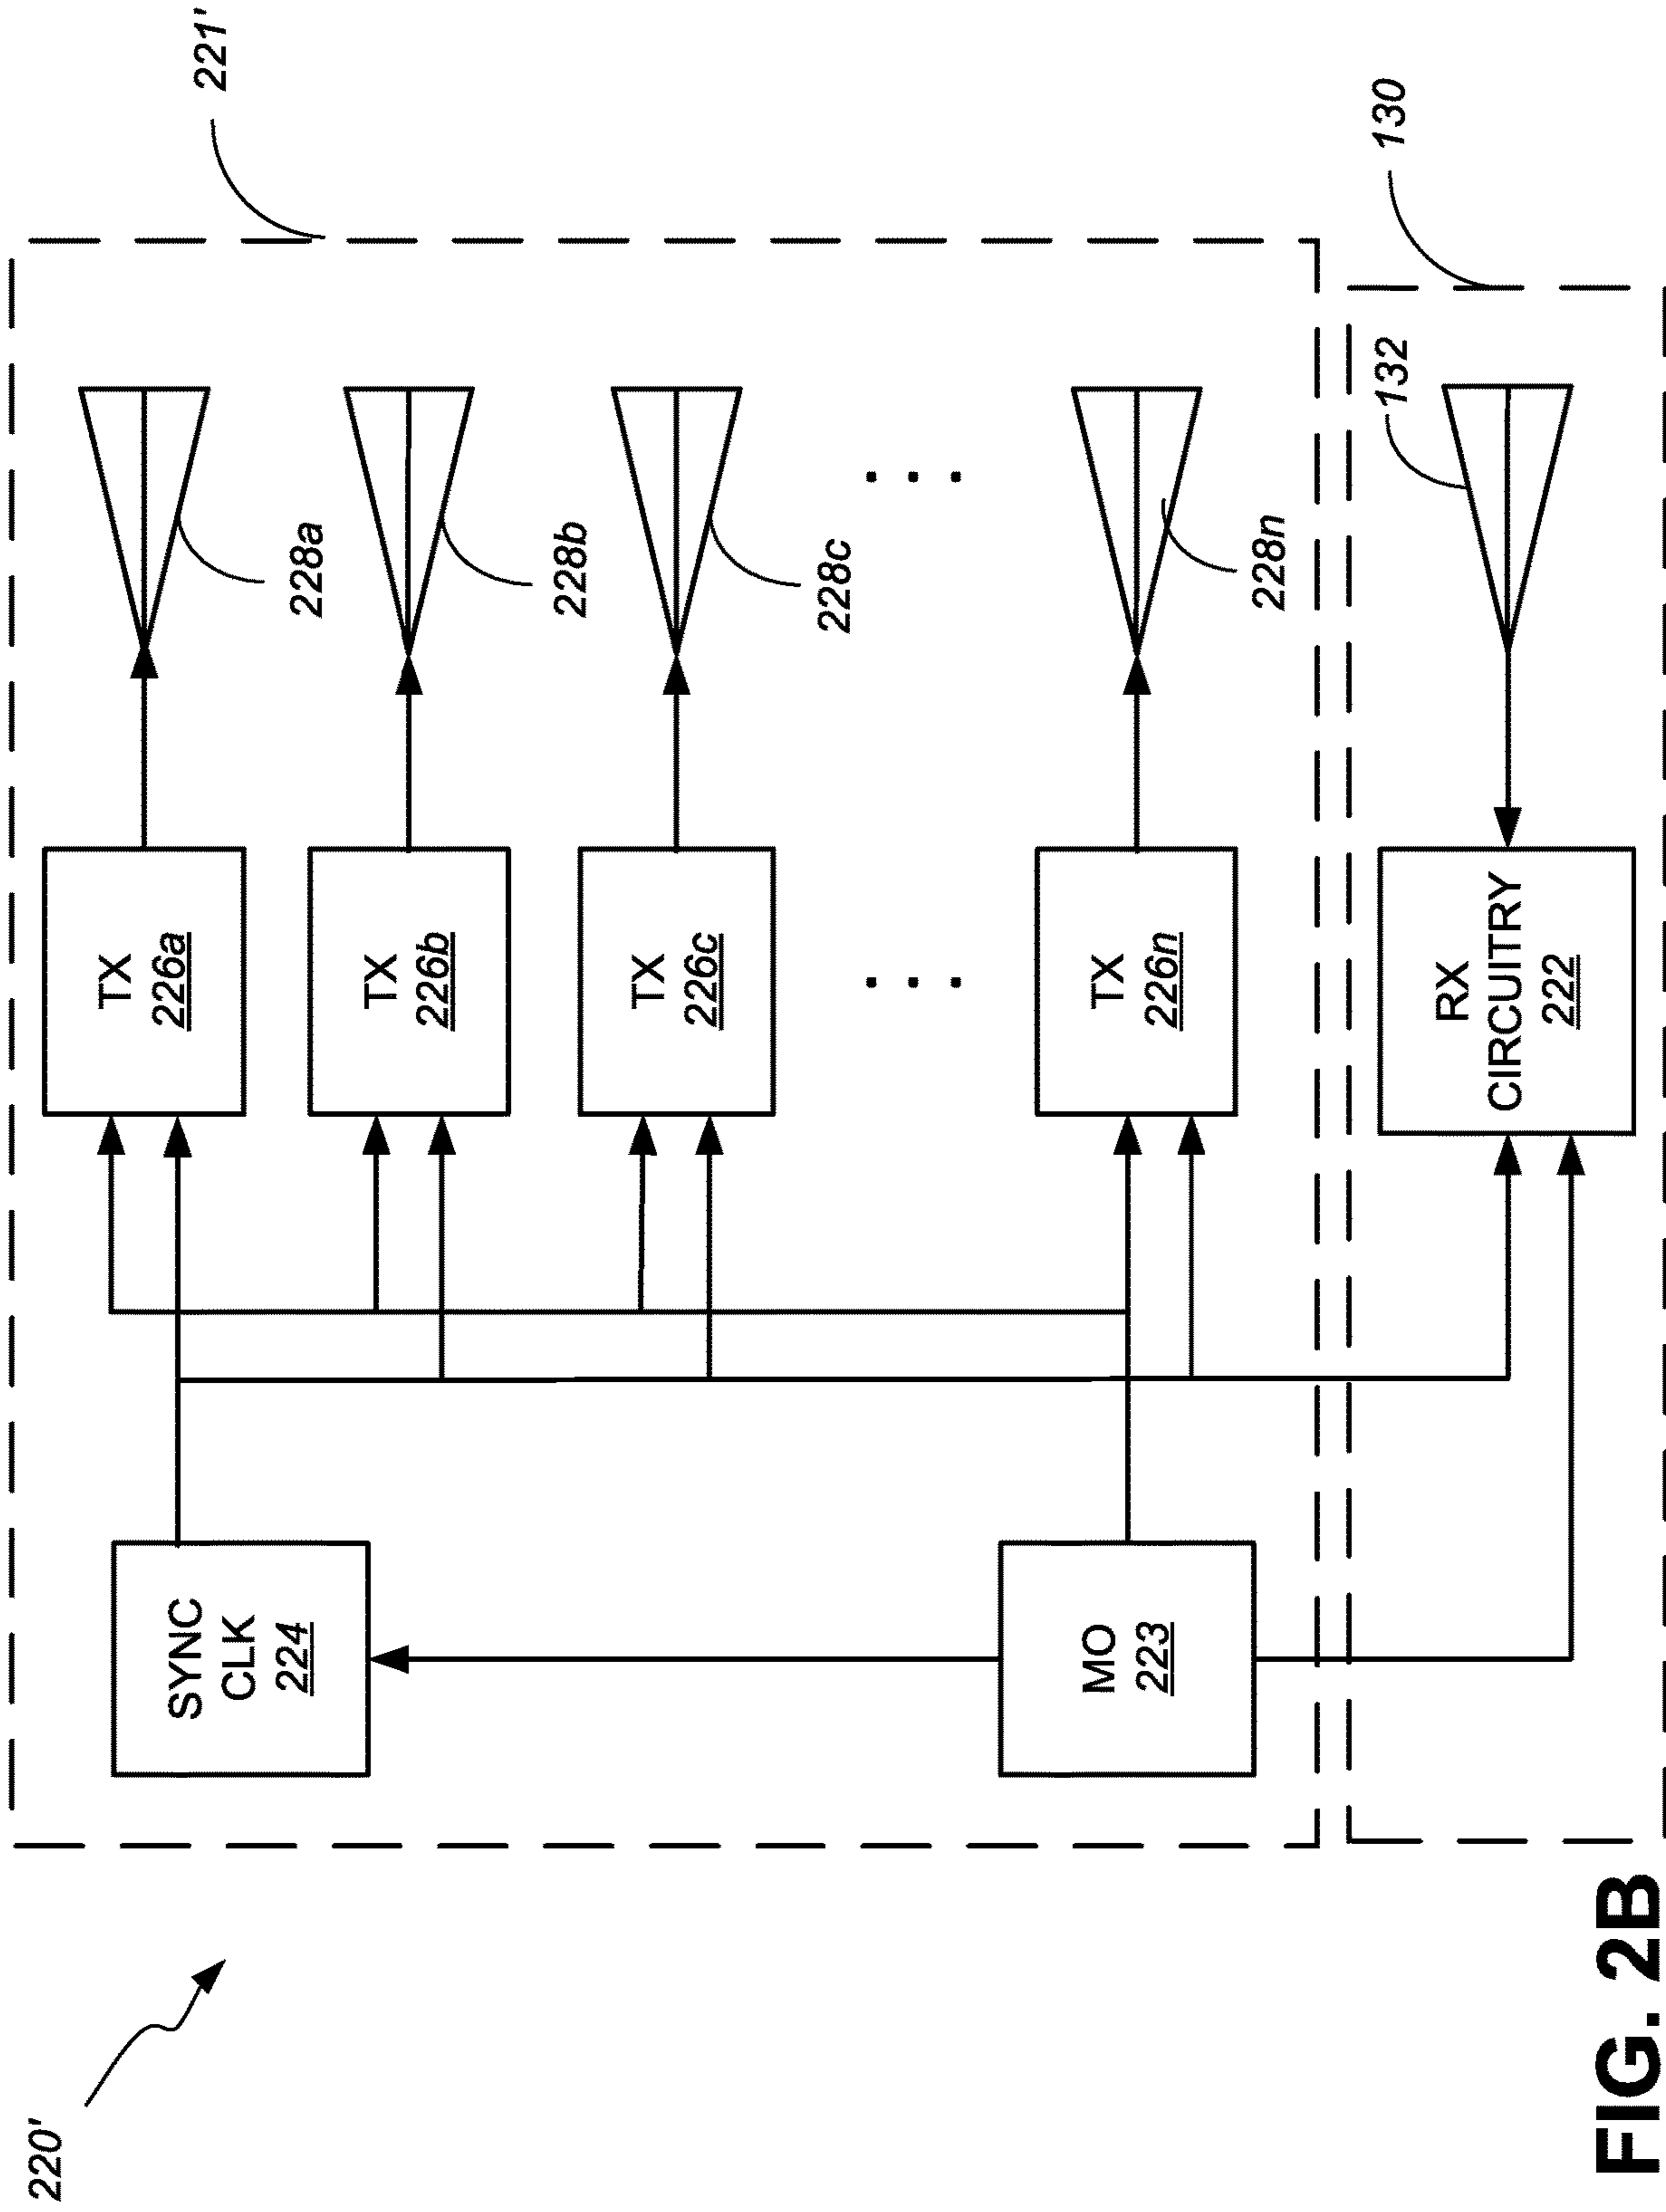 220'
221'
SYNC
CLK
224
TX
226a
228a
TX
226b
228b
TX
226c
228c
. . .
. . .
MO
223
TX
226n
228n
130
132
RX
CIRCUITRY
222
FIG. 2B